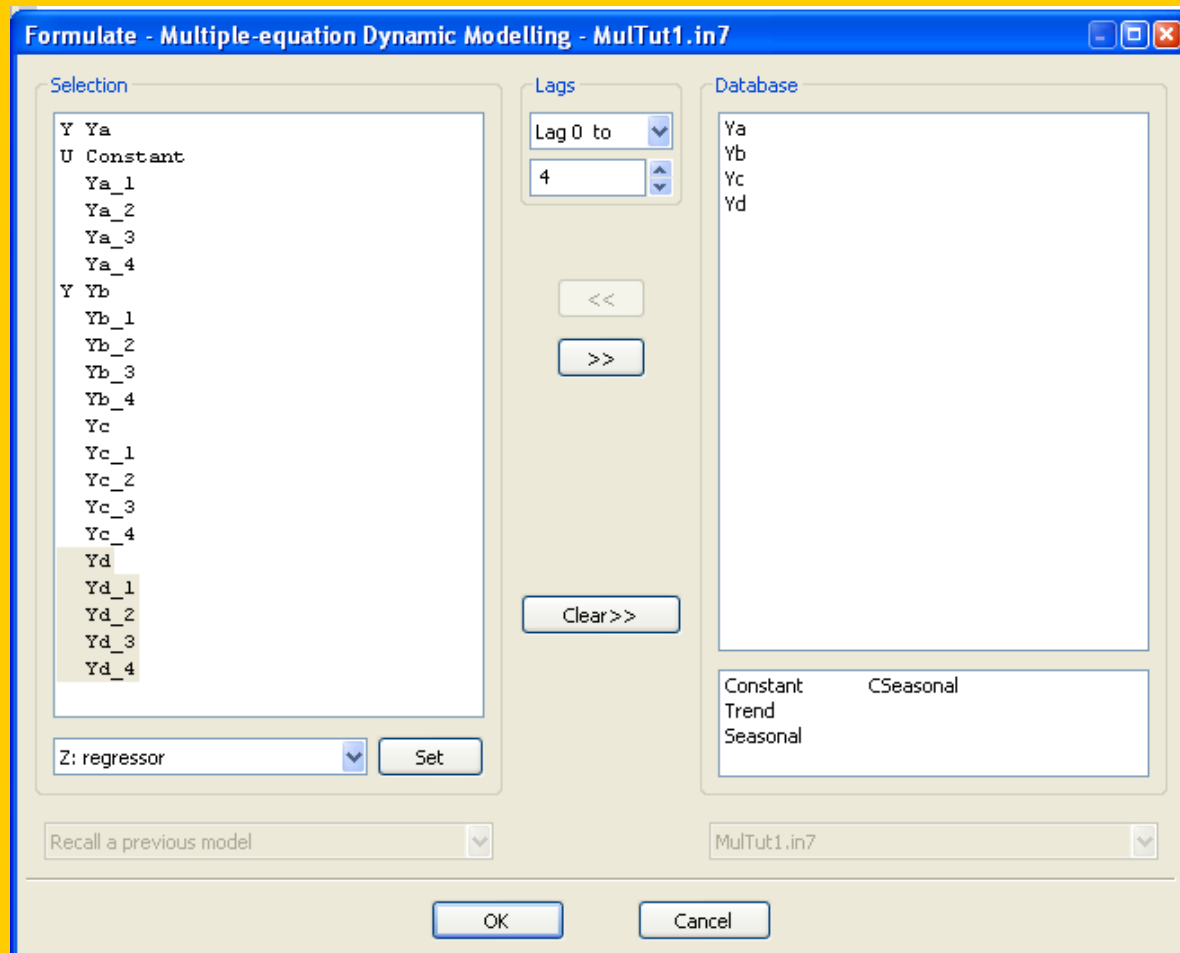 Formulate - Multiple-equation Dynamic Modelling - MulTut1.in7
Selection
Y Ya
U Constant
Ya_1
Ya_2
Ya_3
Ya_4
Y Yb
Yb_1
Yb_2
Yb_3
Yb_4
Yc
Yc_1
Yc_2
Yc_3
Yc_4
Yd
Yd_1
Yd_2
Yd_3
Yd_4
Z: regressor
Set
Recall a previous model
Lags
Lag 0 to
4
<<
>>
Clear>>
Database
Ya
Yb
Yc
Yd
Constant CSeasonal
Trend
Seasonal
MulTut1.in7
OK
Cancel